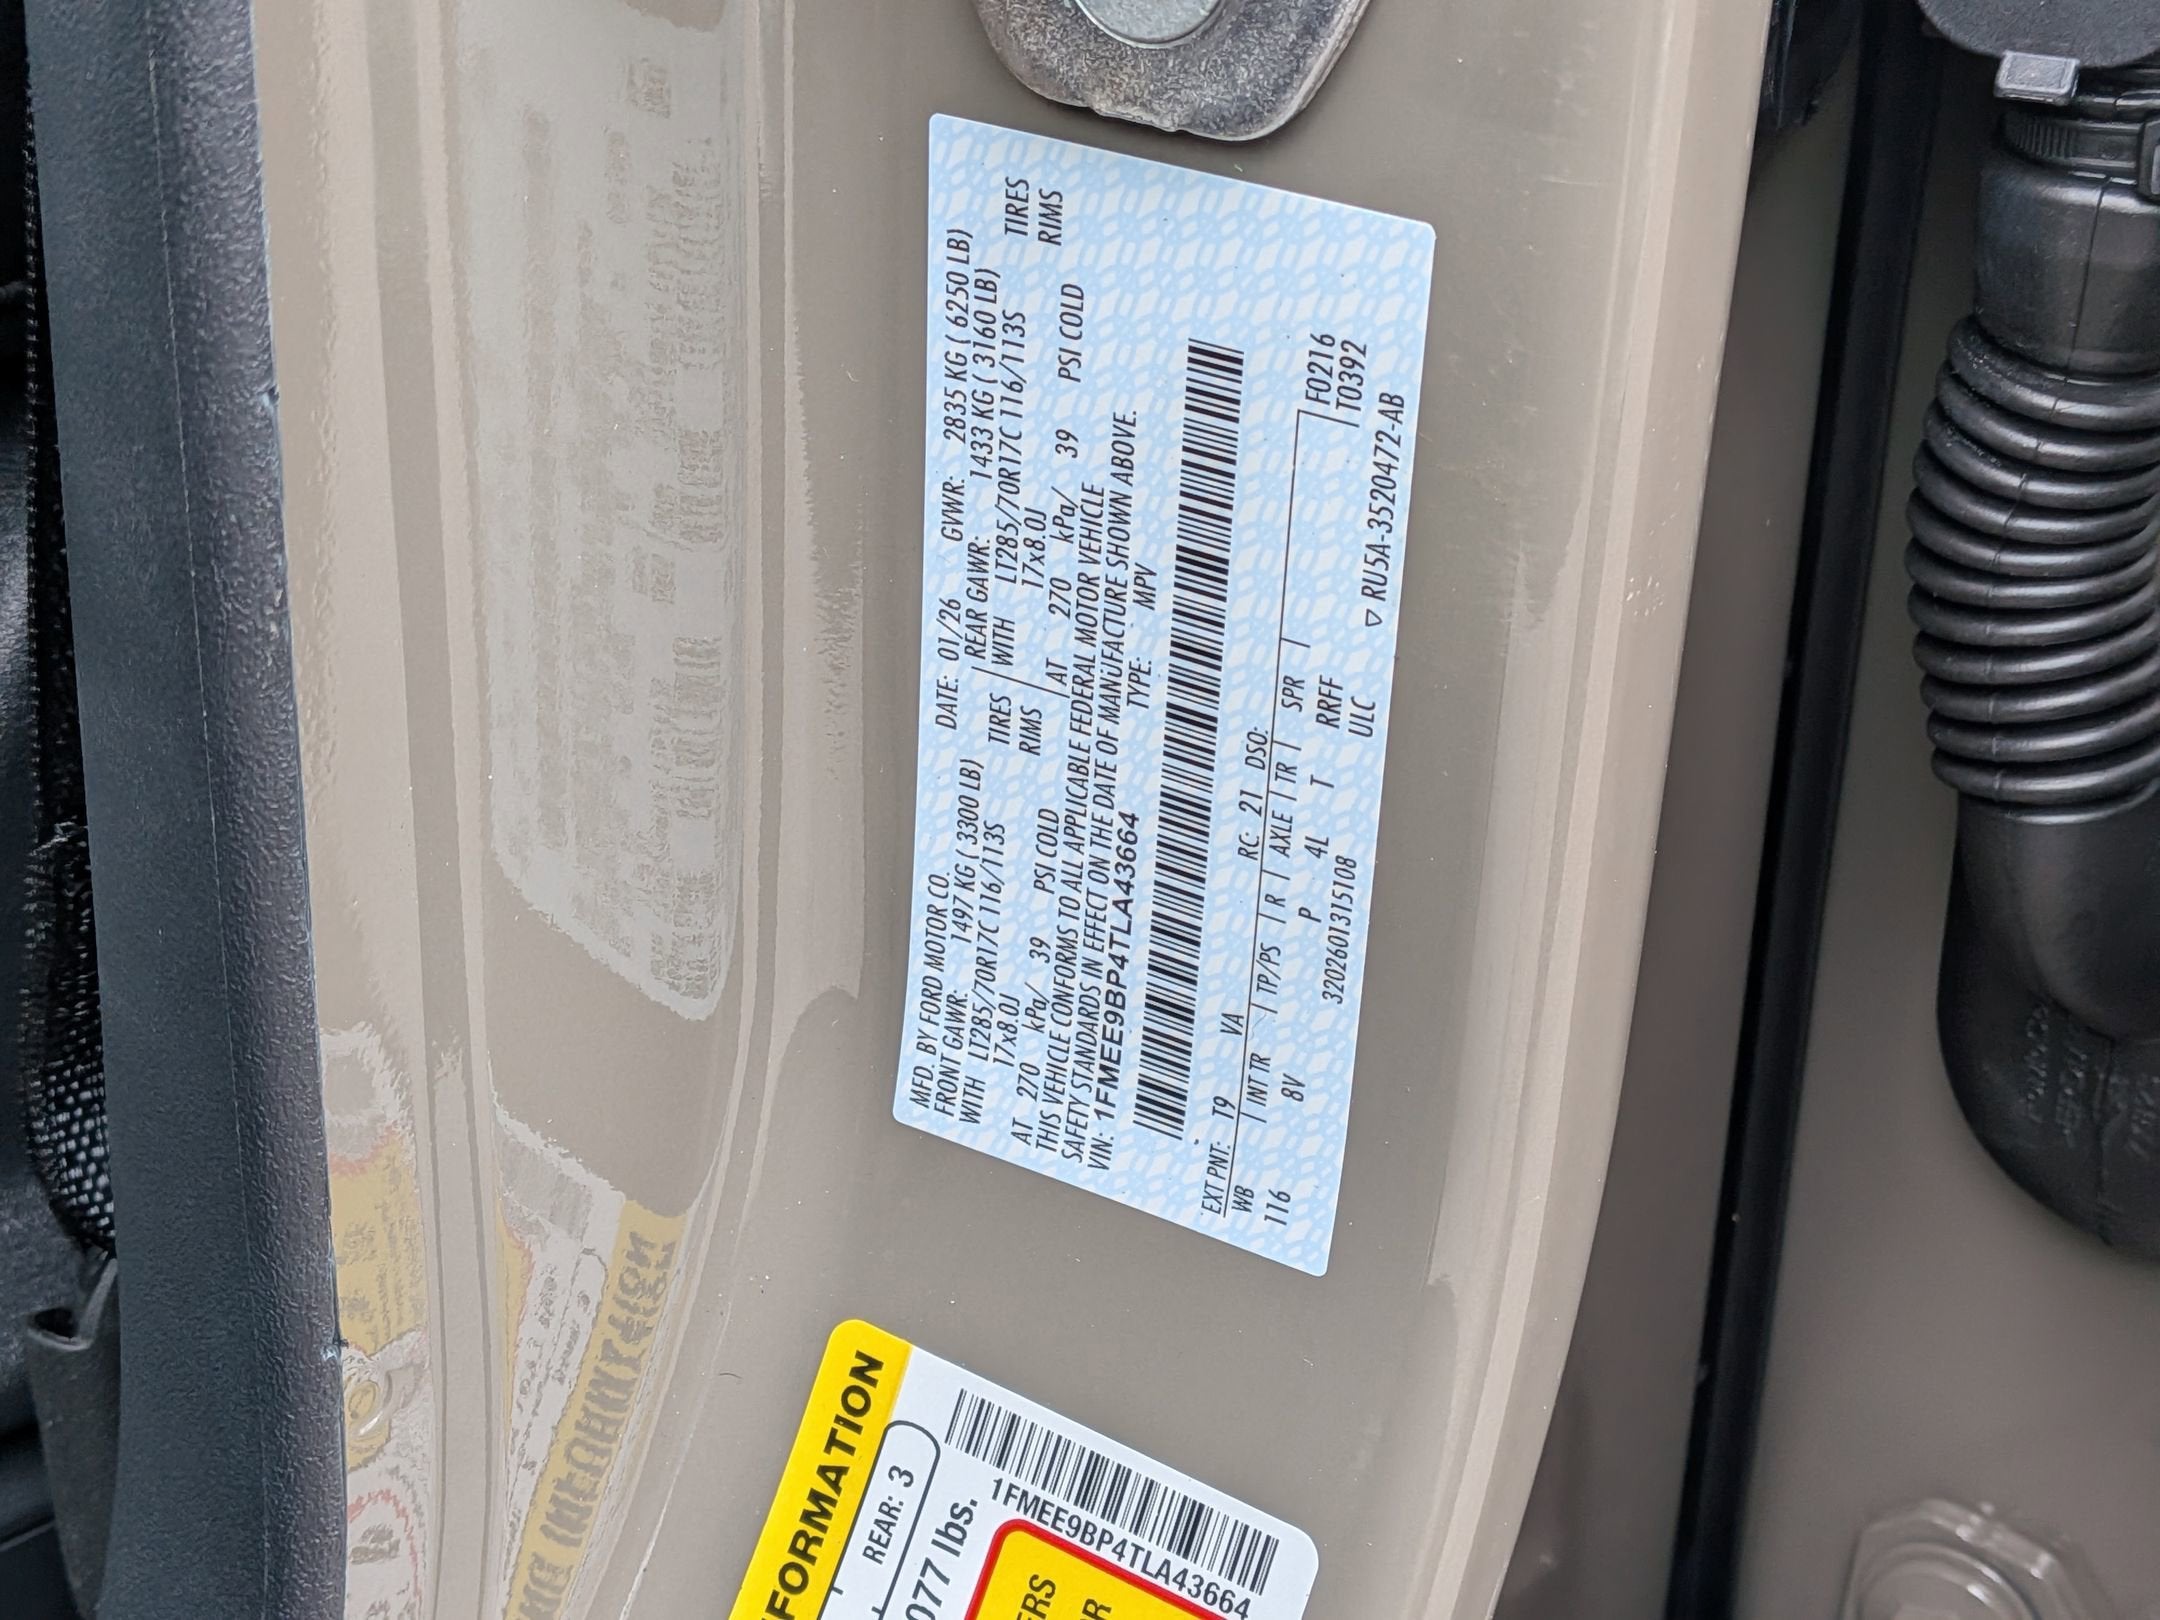 MFD. BY FORD MOTOR CO. DATE: 01/26 GVWR: 2835 KG ( 6250 LB)
FRONT GAWR: 1497 KG ( 3300 LB) REAR GAWR: 1433 KG ( 3160 LB)
WITH LT285/70R17C 116/113S TIRES WITH LT285/70R17C 116/113S TIRES
17x8.0J RIMS 17x8.0J RIMS
AT 270 kPa/ 39 PSI COLD AT 270 kPa/ 39 PSI COLD
THIS VEHICLE CONFORMS TO ALL APPLICABLE FEDERAL MOTOR VEHICLE
SAFETY STANDARDS IN EFFECT ON THE DATE OF MANUFACTURE SHOWN ABOVE.
VIN: 1FMEE9BP4TLA43664 TYPE: MPV
EXT PNT: T9 VA RC: 21 DSO:
WB INT TR TP/PS R AXLE TR SPR F0216
116 8V P 4L T RRFF T0392
3202601315108 ULC ▽ RU5A-3520472-AB
FORMATION
REAR: 3
077 lbs.
1FMEE9BP4TLA43664
ERS